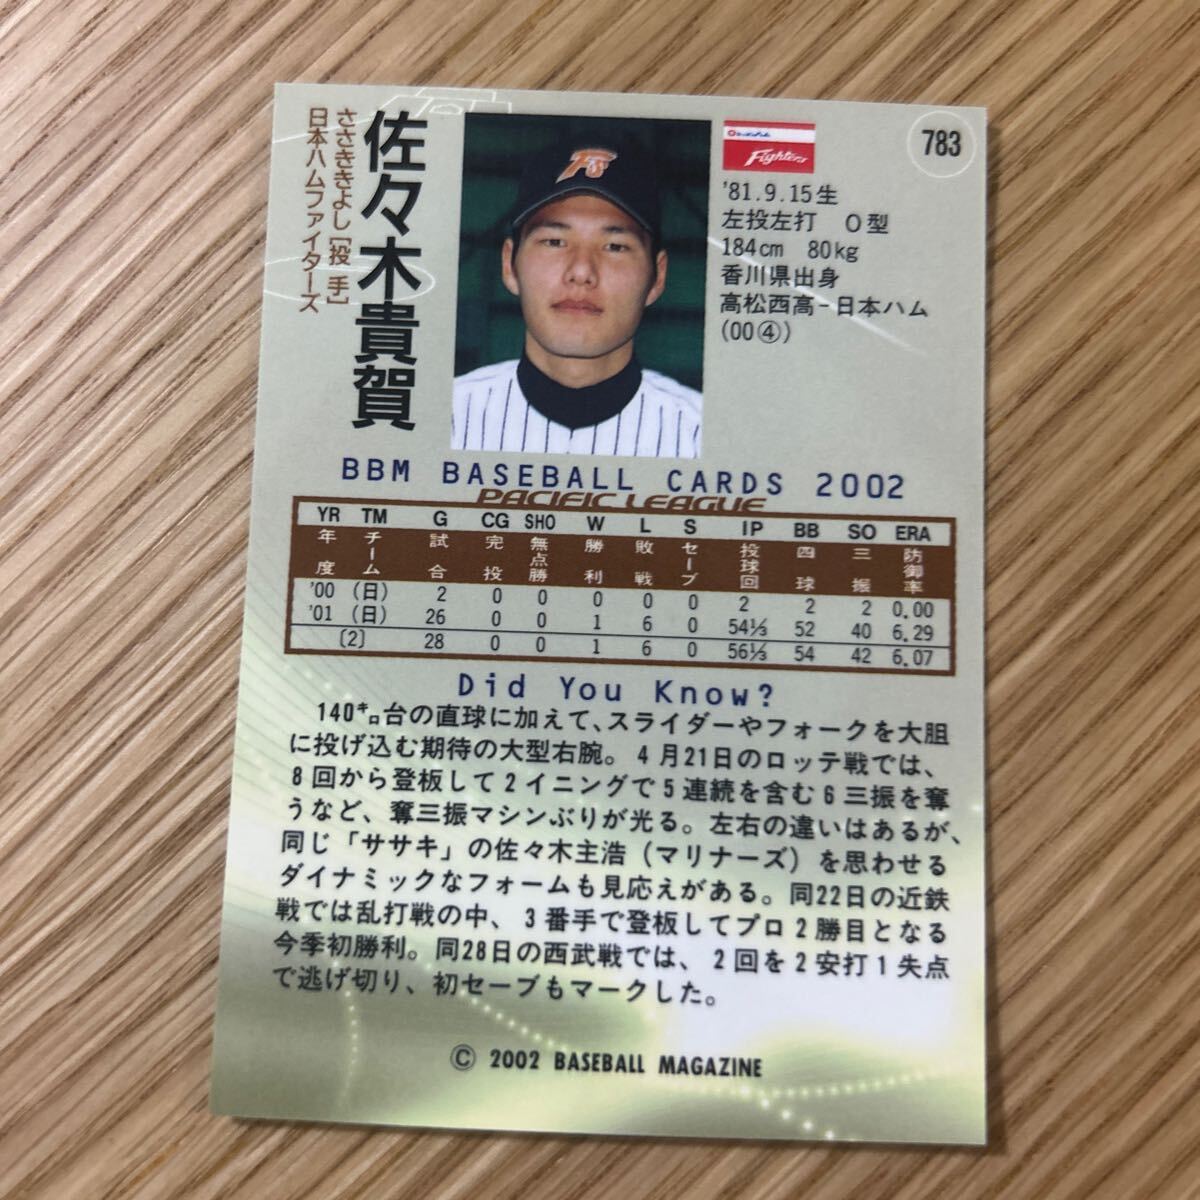 783
佐々木貴賀
ささききよし[投手]
日本ハムファイターズ
Fighters
'81.9.15生
左投左打 O型
184cm 80kg
香川県出身
高松西高-日本ハム
(00④)
BBM BASEBALL CARDS 2002
PACIFIC LEAGUE
YR TM G CG SHO W L S IP BB SO ERA
年度 チーム 試合 完投 無点勝 勝利 敗戦 セーブ 投球回 四球 三振 防御率
'00 (日) 2 0 0 0 0 0 2 2 2 0.00
'01 (日) 26 0 0 1 6 0 54⅓ 52 40 6.29
[2] 28 0 0 1 6 0 56⅓ 54 42 6.07
Did You Know?
140㌔台の直球に加えて、スライダーやフォークを大胆
に投げ込む期待の大型右腕。4月21日のロッテ戦では、
8回から登板して2イニングで5連続を含む6三振を奪
うなど、奪三振マシンぶりが光る。左右の違いはあるが、
同じ「ササキ」の佐々木主浩(マリナーズ)を思わせる
ダイナミックなフォームも見応えがある。同22日の近鉄
戦では乱打戦の中、3番手で登板してプロ2勝目となる
今季初勝利。同28日の西武戦では、2回を2安打1失点
で逃げ切り、初セーブもマークした。
© 2002 BASEBALL MAGAZINE